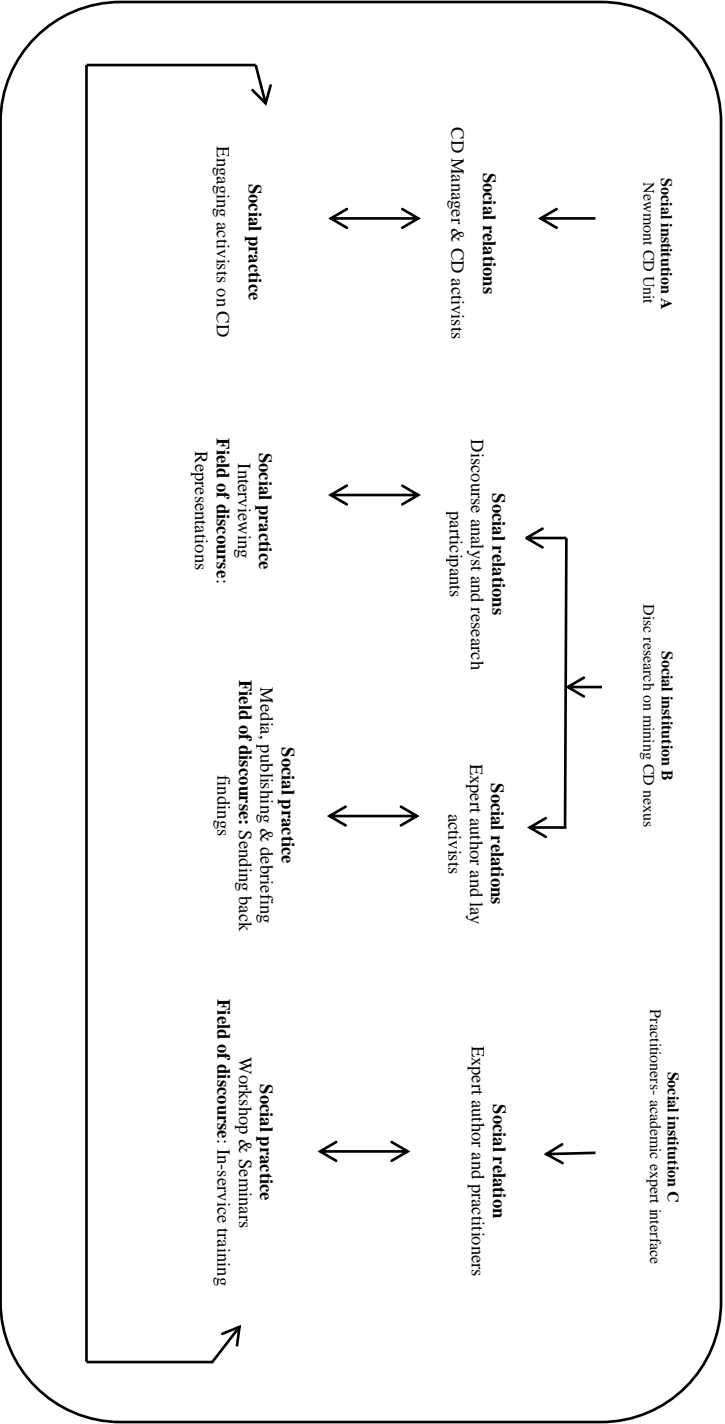 Social institution A
Newmont CD Unit
Social institution B
Disc research on mining CD nexus
Social institution C
Practitioners- academic expert interface
Social relations
CD Manager & CD activists
Social relations
Discourse analyst and research
participants
Social relations
Expert author and lay
activists
Social relation
Expert author and practitioners
Social practice
Engaging activists on CD
Social practice
Interviewing
Field of discourse:
Representations
Social practice
Media, publishing & debriefing
Field of discourse: Sending back
findings
Social practice
Workshop & Seminars
Field of discourse: In-service training